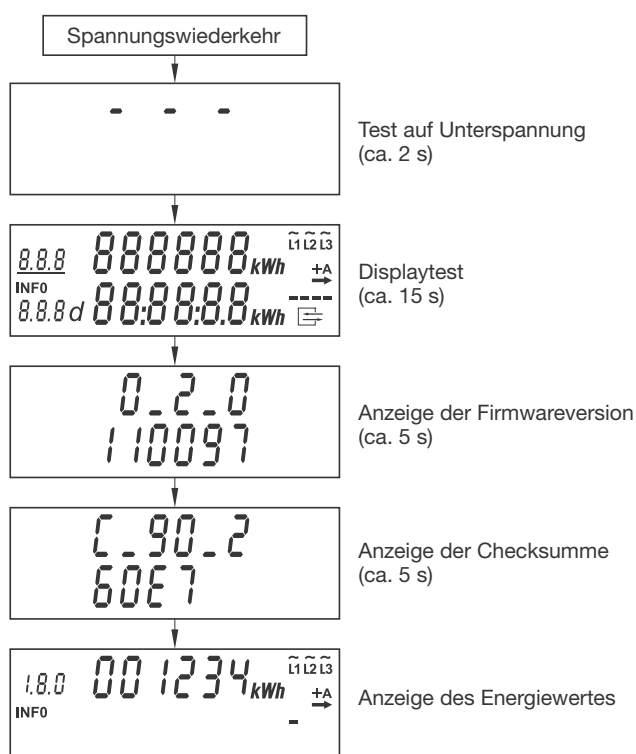 Spannungswiederkehr
- - -
Test auf Unterspannung
(ca. 2 s)
8.8.8 888888 kWh L1 L2 L3
+A
INFO
8.8.8 d 88:88:8.8 kWh
Displaytest
(ca. 15 s)
0_2_0
110097
Anzeige der Firmwareversion
(ca. 5 s)
C_90_2
60E7
Anzeige der Checksumme
(ca. 5 s)
1.8.0 001234 kWh L1 L2 L3
+A
INFO
-
Anzeige des Energiewertes